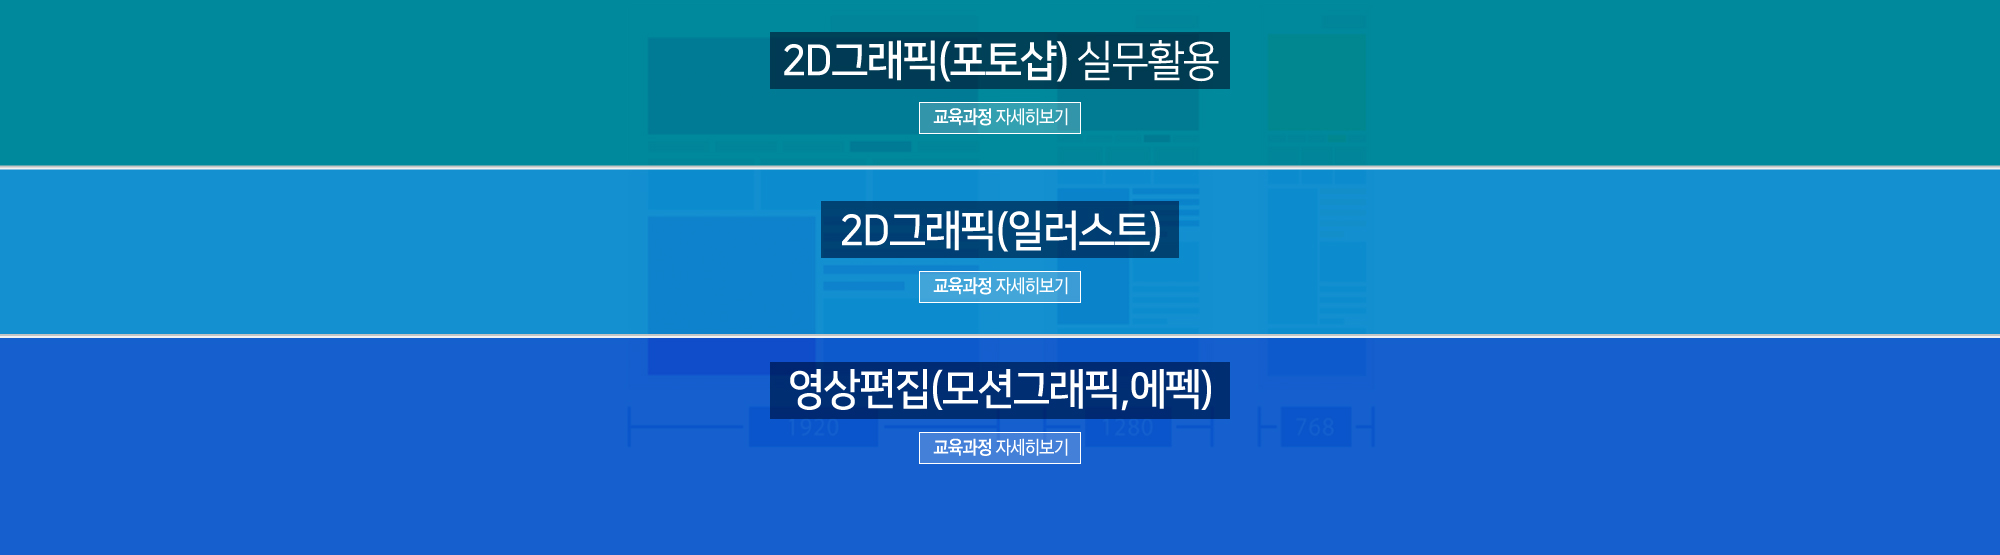 2D그래픽(포토샵) 실무활용
교육과정 자세히보기
2D그래픽(일러스트)
교육과정 자세히보기
영상편집(모션그래픽,에펙)
1920
1280
768
교육과정 자세히보기